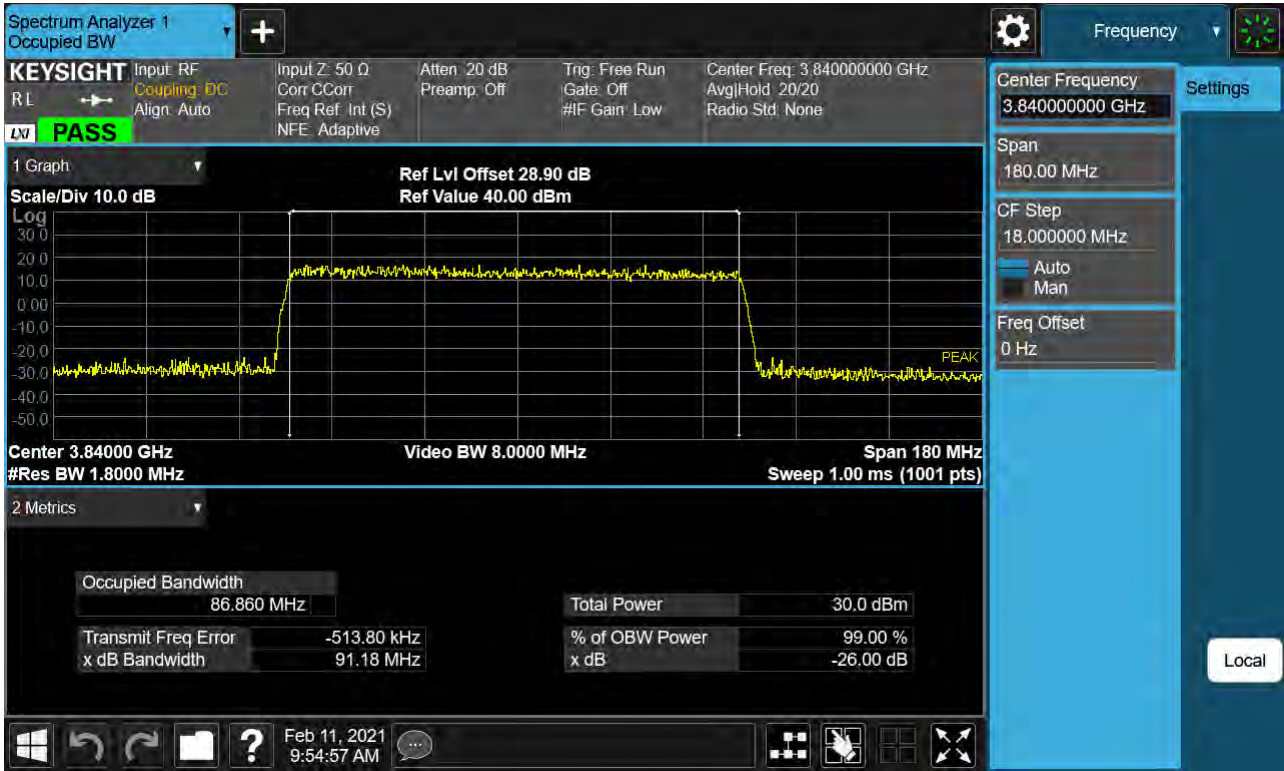 Spectrum Analyzer 1
Occupied BW
+
Frequency
KEYSIGHT
RL
LXI
PASS
Input: RF
Coupling: DC
Align: Auto
Input Z: 50 Ω
Corr CCorr
Freq Ref: Int (S)
NFE: Adaptive
Atten: 20 dB
Preamp: Off
Trig: Free Run
Gate: Off
#IF Gain: Low
Center Freq: 3.840000000 GHz
Avg|Hold: 20/20
Radio Std: None
Center Frequency
3.840000000 GHz
Settings
Span
180.00 MHz
CF Step
18.000000 MHz
Auto
Man
Freq Offset
0 Hz
1 Graph
Scale/Div 10.0 dB
Ref Lvl Offset 28.90 dB
Ref Value 40.00 dBm
Log
30.0
20.0
10.0
0.00
-10.0
-20.0
-30.0
-40.0
-50.0
PEAK
Center 3.84000 GHz
Video BW 8.0000 MHz
Span 180 MHz
#Res BW 1.8000 MHz
Sweep 1.00 ms (1001 pts)
2 Metrics
Occupied Bandwidth
86.860 MHz
Total Power 30.0 dBm
Transmit Freq Error -513.80 kHz
% of OBW Power 99.00 %
x dB Bandwidth 91.18 MHz
x dB -26.00 dB
Local
?
Feb 11, 2021
9:54:57 AM